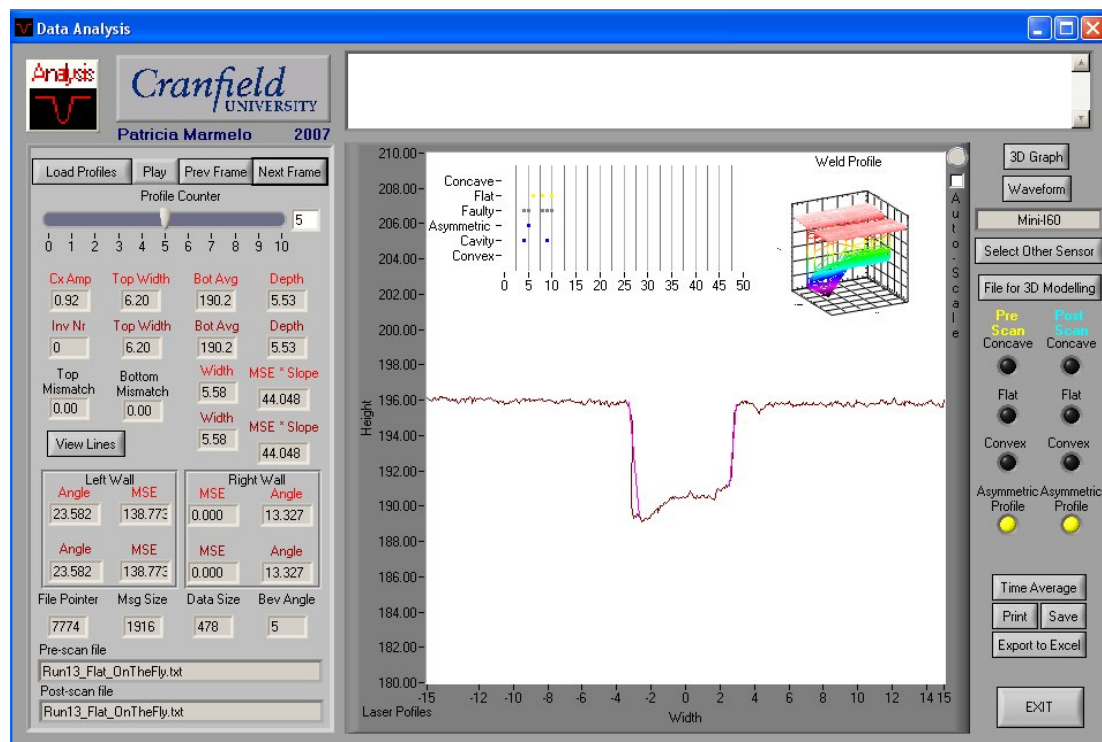 Data Analysis
Analysis
Cranfield
UNIVERSITY
Patricia Marmelo 2007
Load Profiles Play Prev Frame Next Frame
Profile Counter
5
0 1 2 3 4 5 6 7 8 9 10
Cx Amp Top Width Bot Avg Depth
0.92 6.20 190.2 5.53
Inv Nr Top Width Bot Avg Depth
0 6.20 190.2 5.53
Top Mismatch Bottom Mismatch Width MSE * Slope
0.00 0.00 5.58 44.048
Width MSE * Slope
5.58 44.048
View Lines
Left Wall Right Wall
Angle MSE MSE Angle
23.582 138.773 0.000 13.327
Angle MSE MSE Angle
23.582 138.773 0.000 13.327
File Pointer Msg Size Data Size Bev Angle
7774 1916 478 5
Pre-scan file
Run13_Flat_OnTheFly.txt
Post-scan file
Run13_Flat_OnTheFly.txt
210.00
208.00
206.00
204.00
202.00
200.00
198.00
196.00
194.00
192.00
190.00
188.00
186.00
184.00
182.00
180.00
Height
Concave
Flat
Faulty
Asymmetric
Cavity
Convex
0 5 10 15 20 25 30 35 40 45 50
Weld Profile
-15 -12 -10 -8 -6 -4 -2 0 2 4 6 8 10 12 14 15
Laser Pofiles
Width
Auto-Scale
3D Graph
Waveform
Mini-I60
Select Other Sensor
File for 3D Modelling
Pre Scan Post Scan
Concave Concave
Flat Flat
Convex Convex
Asymmetric Profile Asymmetric Profile
Time Average
Print Save
Export to Excel
EXIT